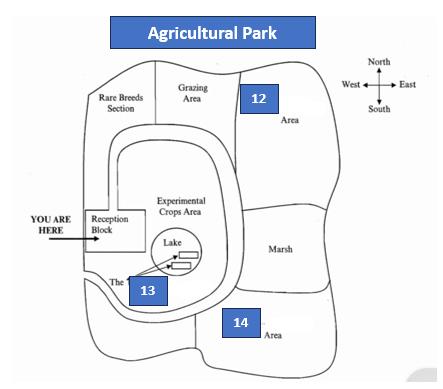 Agricultural Park
North
West
East
South
Rare Breeds
Section
Grazing
Area
12
Area
Experimental
Crops Area
YOU ARE
HERE
Reception
Block
Lake
Marsh
The
13
14
Area